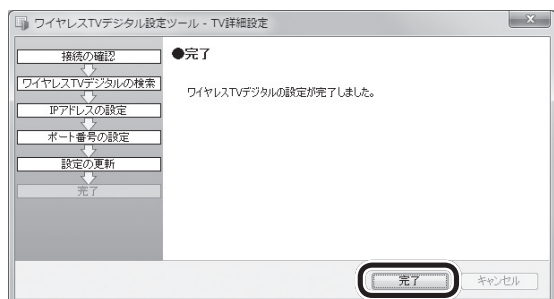 ワイヤレスTVデジタル設定ツール - TV詳細設定
接続の確認
ワイヤレスTVデジタルの検索
IPアドレスの設定
ポート番号の設定
設定の更新
完了
●完了
ワイヤレスTVデジタルの設定が完了しました。
完了
キャンセル